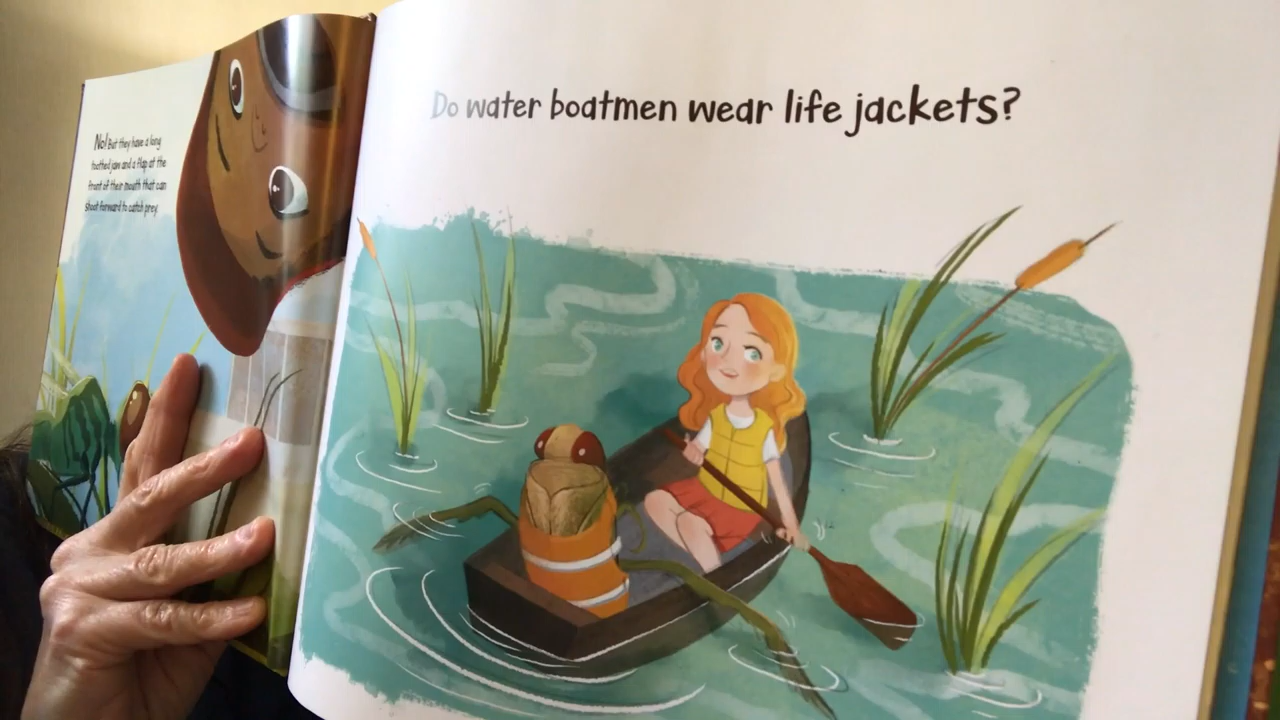 No! But they have a long
toothed jaw and a flap at the
front of their mouth that can
shoot forward to catch prey.
Do water boatmen wear life jackets?